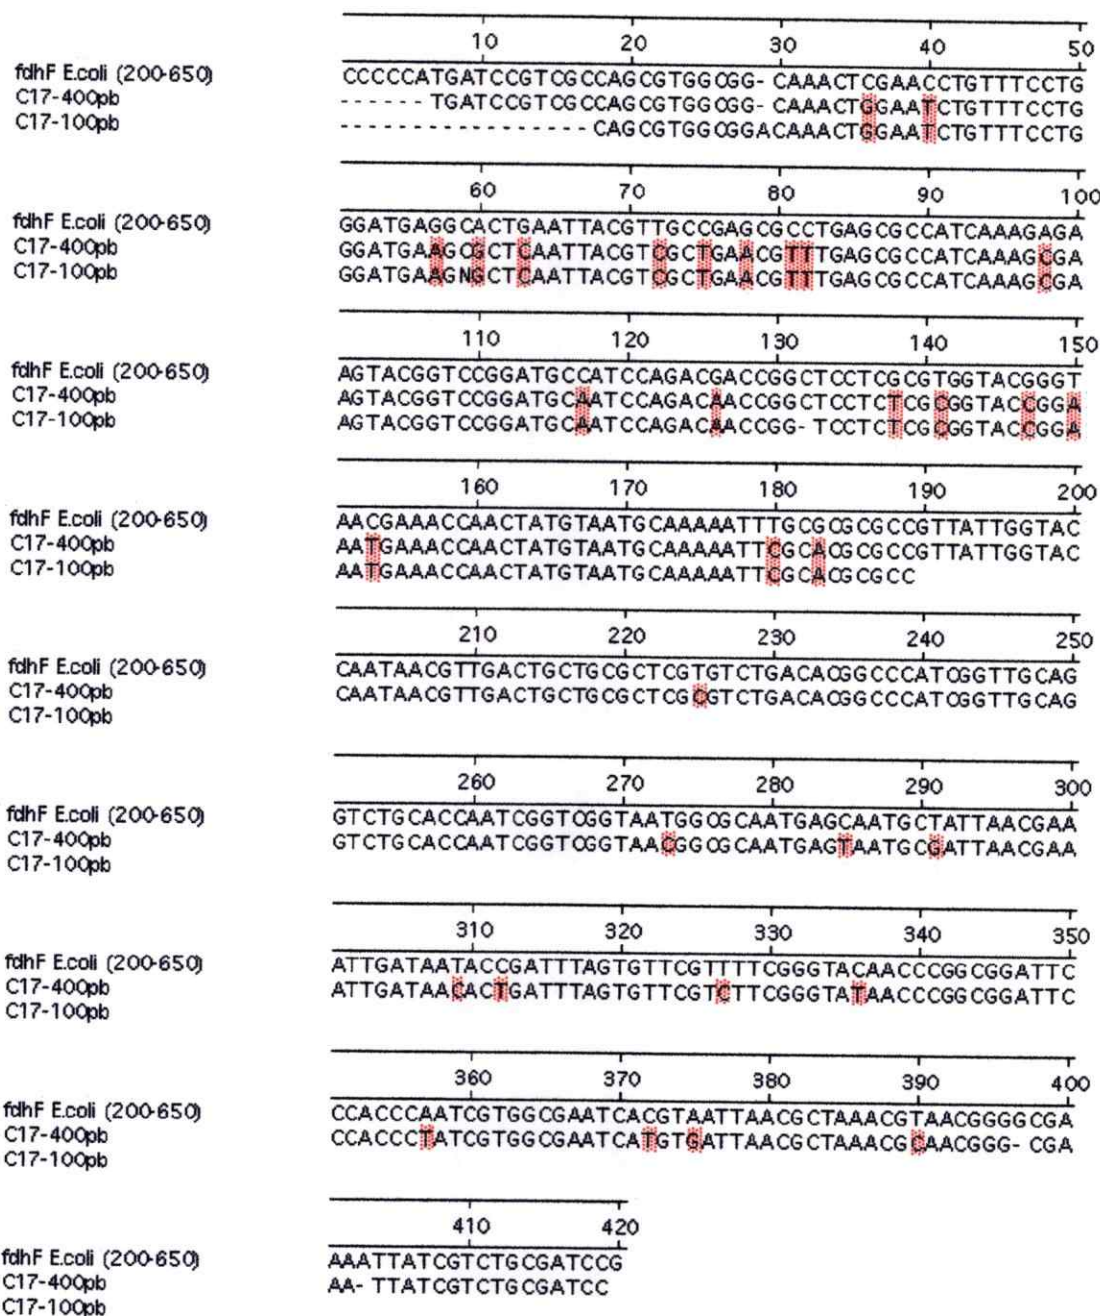 10 20 30 40 50
fdhF E.coli (200-650) CCCCCATGATCCGTCGCCAGCGTGGCGG-CAAACTCGAACCTGTTTCCTG
C17-400pb ------TGATCCGTCGCCAGCGTGGCGG-CAAACTGGAATCTGTTTCCTG
C17-100pb -----------------CAGCGTGGCGGACAAACTGGAATCTGTTTCCTG
60 70 80 90 100
fdhF E.coli (200-650) GGATGAGGCACTGAATTACGTTGCCGAGCGCCTGAGCGCCATCAAAGAGA
C17-400pb GGATGAAGCGCTCAATTACGTCGCTGAACGTTTGAGCGCCATCAAAGCGA
C17-100pb GGATGAAGNGCTCAATTACGTCGCTGAACGTTTGAGCGCCATCAAAGCGA
110 120 130 140 150
fdhF E.coli (200-650) AGTACGGTCCGGATGCCATCCAGACGACCGGCTCCTCGCGTGGTACGGGT
C17-400pb AGTACGGTCCGGATGCAATCCAGACAACCGGCTCCTCTCGCGGTACCGGA
C17-100pb AGTACGGTCCGGATGCAATCCAGACAACCGG-TCCTCTCGCGGTACCGGA
160 170 180 190 200
fdhF E.coli (200-650) AACGAAACCAACTATGTAATGCAAAAATTTGCGCGCGCCGTTATTGGTAC
C17-400pb AATGAAACCAACTATGTAATGCAAAAATTCGCACGCGCCGTTATTGGTAC
C17-100pb AATGAAACCAACTATGTAATGCAAAAATTCGCACGCGCC
210 220 230 240 250
fdhF E.coli (200-650) CAATAACGTTGACTGCTGCGCTCGTGTCTGACACGGCCCATCGGTTGCAG
C17-400pb CAATAACGTTGACTGCTGCGCTCGCGTCTGACACGGCCCATCGGTTGCAG
C17-100pb
260 270 280 290 300
fdhF E.coli (200-650) GTCTGCACCAATCGGTCGGTAATGGCGCAATGAGCAATGCTATTAACGAA
C17-400pb GTCTGCACCAATCGGTCGGTAACGGCGCAATGAGTAATGCGATTAACGAA
C17-100pb
310 320 330 340 350
fdhF E.coli (200-650) ATTGATAATACCGATTTAGTGTTCGTTTTCGGGTACAACCCGGCGGATTC
C17-400pb ATTGATAACACTGATTTAGTGTTCGTCTTCGGGTATAACCCGGCGGATTC
C17-100pb
360 370 380 390 400
fdhF E.coli (200-650) CCACCCAATCGTGGCGAATCACGTAATTAACGCTAAACGTAACGGGGCGA
C17-400pb CCACCCTATCGTGGCGAATCATGTGATTAACGCTAAACGCAACGGG-CGA
C17-100pb
410 420
fdhF E.coli (200-650) AAATTATCGTCTGCGATCCG
C17-400pb AA-TTATCGTCTGCGATCC
C17-100pb